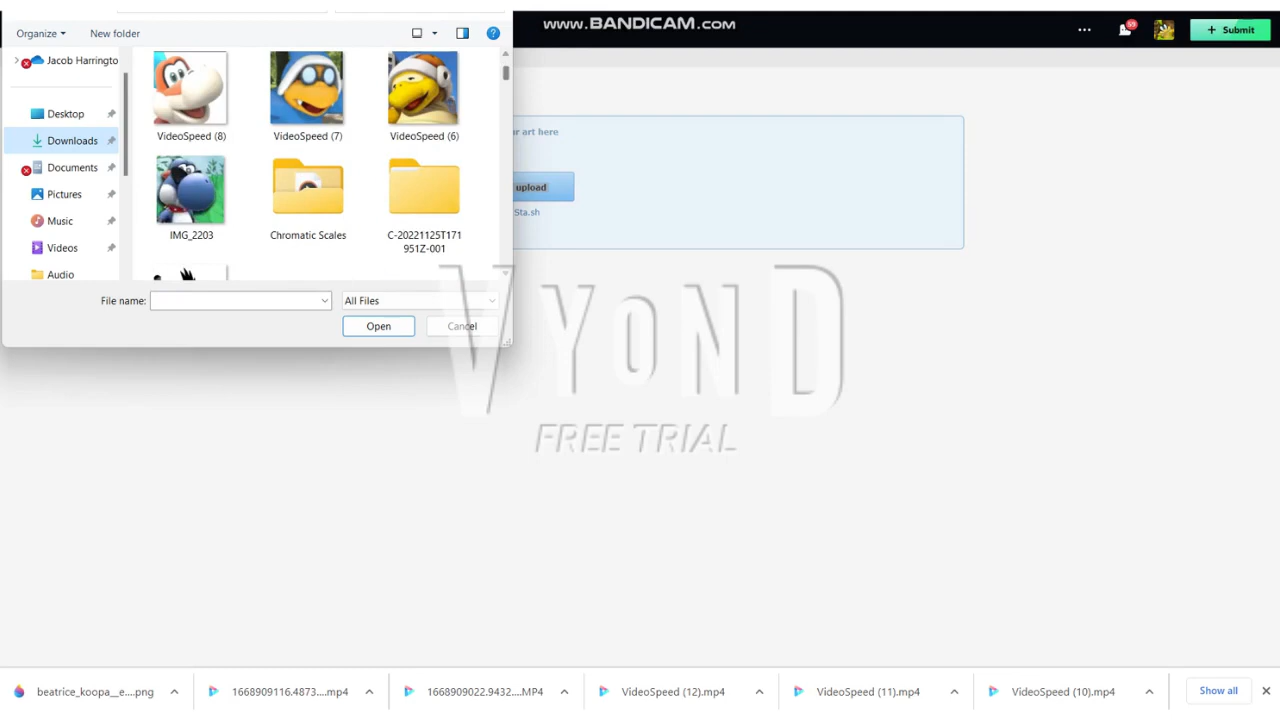 www.BANDICAM.com
Organize
New folder
?
59
+ Submit
Jacob Harringto
Desktop
Downloads
Documents
Pictures
Music
Videos
Audio
VideoSpeed (8)
VideoSpeed (7)
VideoSpeed (6)
IMG_2203
Chromatic Scales
C-20221125T171
951Z-001
ur art here
upload
Sta.sh
File name:
All Files
Open
Cancel
VYOND
FREE TRIAL
beatrice_koopa__e....png
1668909116.4873....mp4
1668909022.9432....MP4
VideoSpeed (12).mp4
VideoSpeed (11).mp4
VideoSpeed (10).mp4
Show all